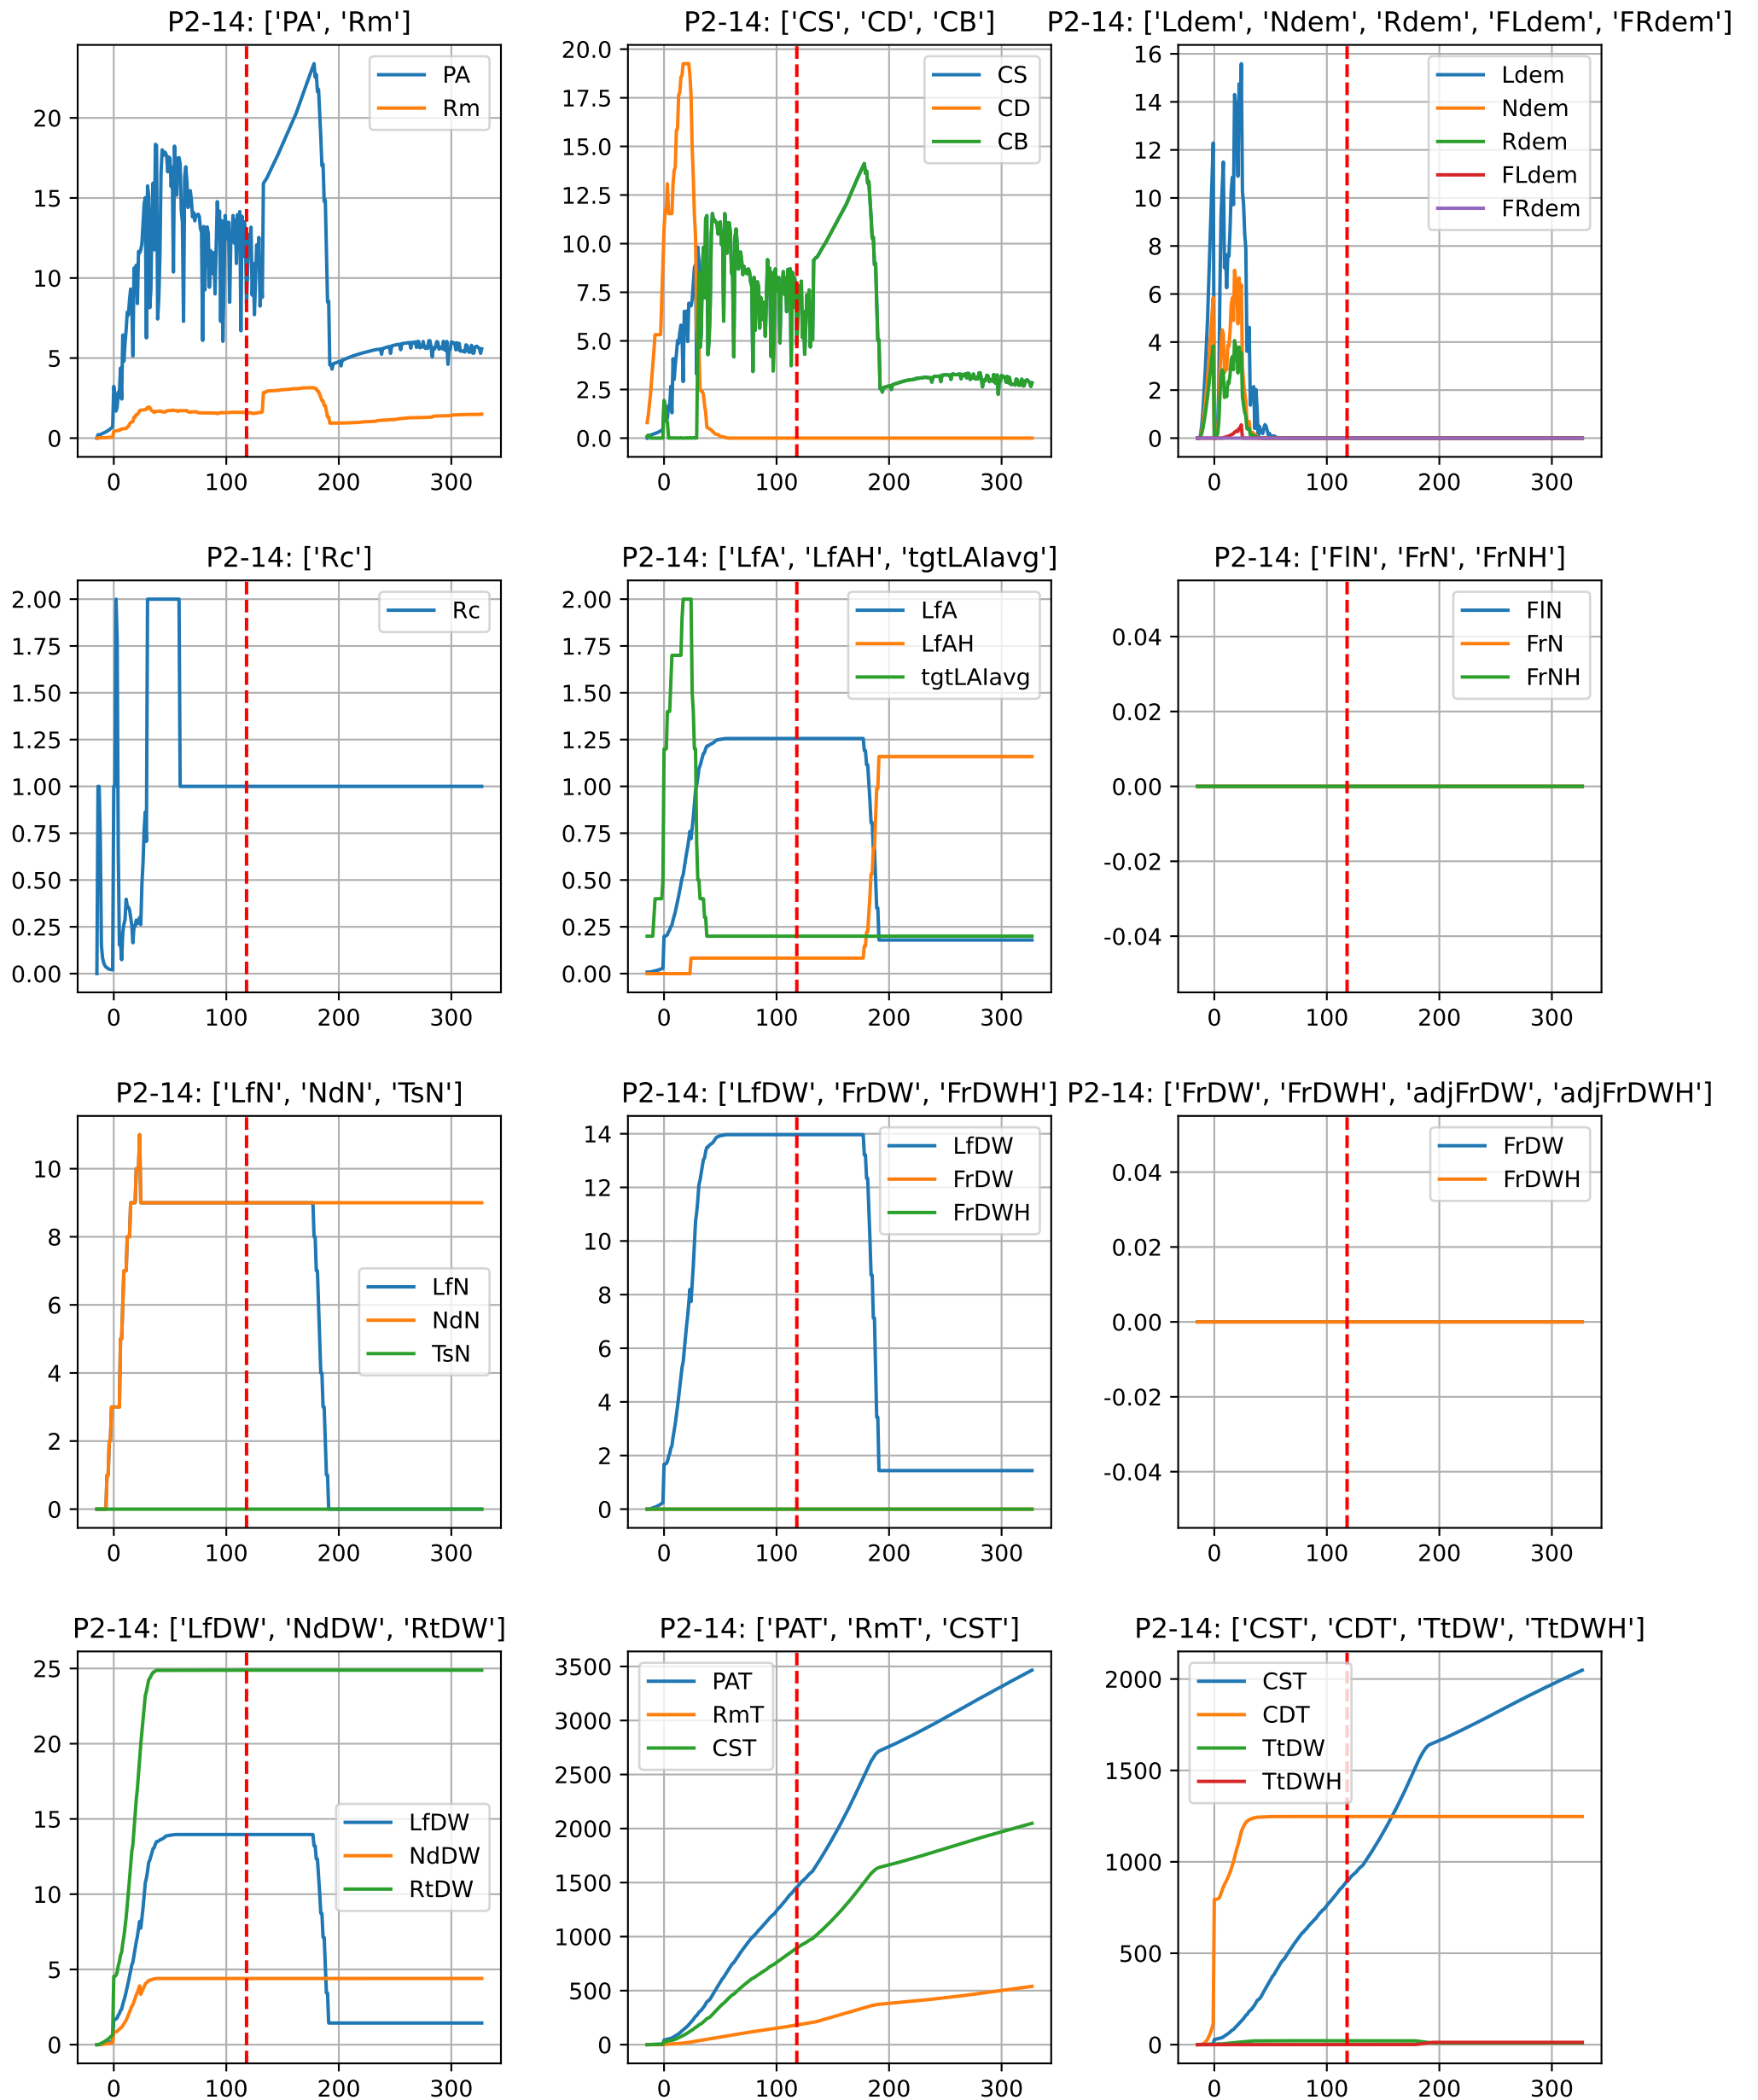 P2-14: ['PA', 'Rm']
PA
Rm
20
15
10
5
0
0 100 200 300
P2-14: ['CS', 'CD', 'CB']
CS
CD
CB
20.0
17.5
15.0
12.5
10.0
7.5
5.0
2.5
0.0
0 100 200 300
P2-14: ['Ldem', 'Ndem', 'Rdem', 'FLdem', 'FRdem']
Ldem
Ndem
Rdem
FLdem
FRdem
16
14
12
10
8
6
4
2
0
0 100 200 300
P2-14: ['Rc']
Rc
2.00
1.75
1.50
1.25
1.00
0.75
0.50
0.25
0.00
0 100 200 300
P2-14: ['LfA', 'LfAH', 'tgtLAIavg']
LfA
LfAH
tgtLAIavg
2.00
1.75
1.50
1.25
1.00
0.75
0.50
0.25
0.00
0 100 200 300
P2-14: ['FlN', 'FrN', 'FrNH']
FlN
FrN
FrNH
0.04
0.02
0.00
-0.02
-0.04
0 100 200 300
P2-14: ['LfN', 'NdN', 'TsN']
LfN
NdN
TsN
10
8
6
4
2
0
0 100 200 300
P2-14: ['LfDW', 'FrDW', 'FrDWH']
LfDW
FrDW
FrDWH
14
12
10
8
6
4
2
0
0 100 200 300
P2-14: ['FrDW', 'FrDWH', 'adjFrDW', 'adjFrDWH']
FrDW
FrDWH
0.04
0.02
0.00
-0.02
-0.04
0 100 200 300
P2-14: ['LfDW', 'NdDW', 'RtDW']
LfDW
NdDW
RtDW
25
20
15
10
5
0
0 100 200 300
P2-14: ['PAT', 'RmT', 'CST']
PAT
RmT
CST
3500
3000
2500
2000
1500
1000
500
0
0 100 200 300
P2-14: ['CST', 'CDT', 'TtDW', 'TtDWH']
CST
CDT
TtDW
TtDWH
2000
1500
1000
500
0
0 100 200 300